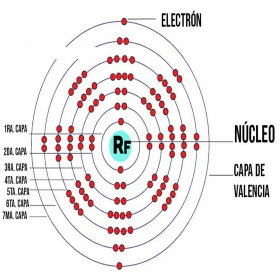 ELECTRÓN
1RA. CAPA
2DA. CAPA
3RA. CAPA
4TA. CAPA
5TA. CAPA
6TA. CAPA
7MA. CAPA
RF
NÚCLEO
CAPA DE
VALENCIA